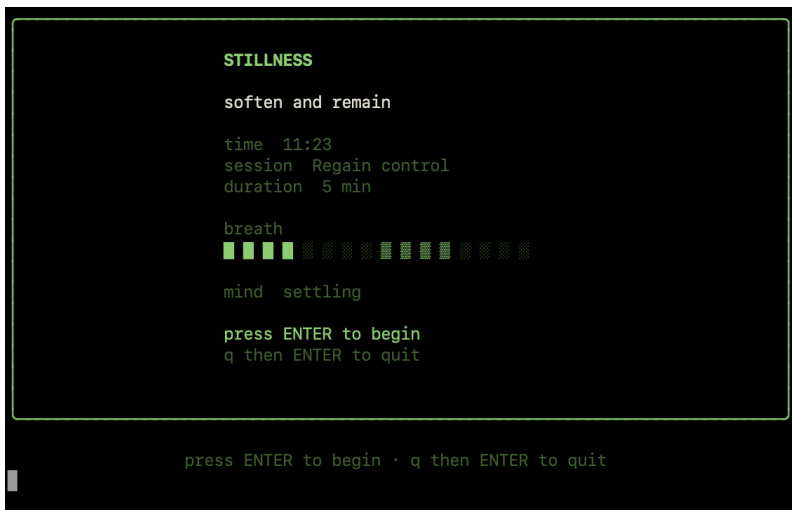 STILLNESS
soften and remain
time  11:23
session  Regain control
duration  5 min
breath
mind  settling
press ENTER to begin
q then ENTER to quit
press ENTER to begin · q then ENTER to quit